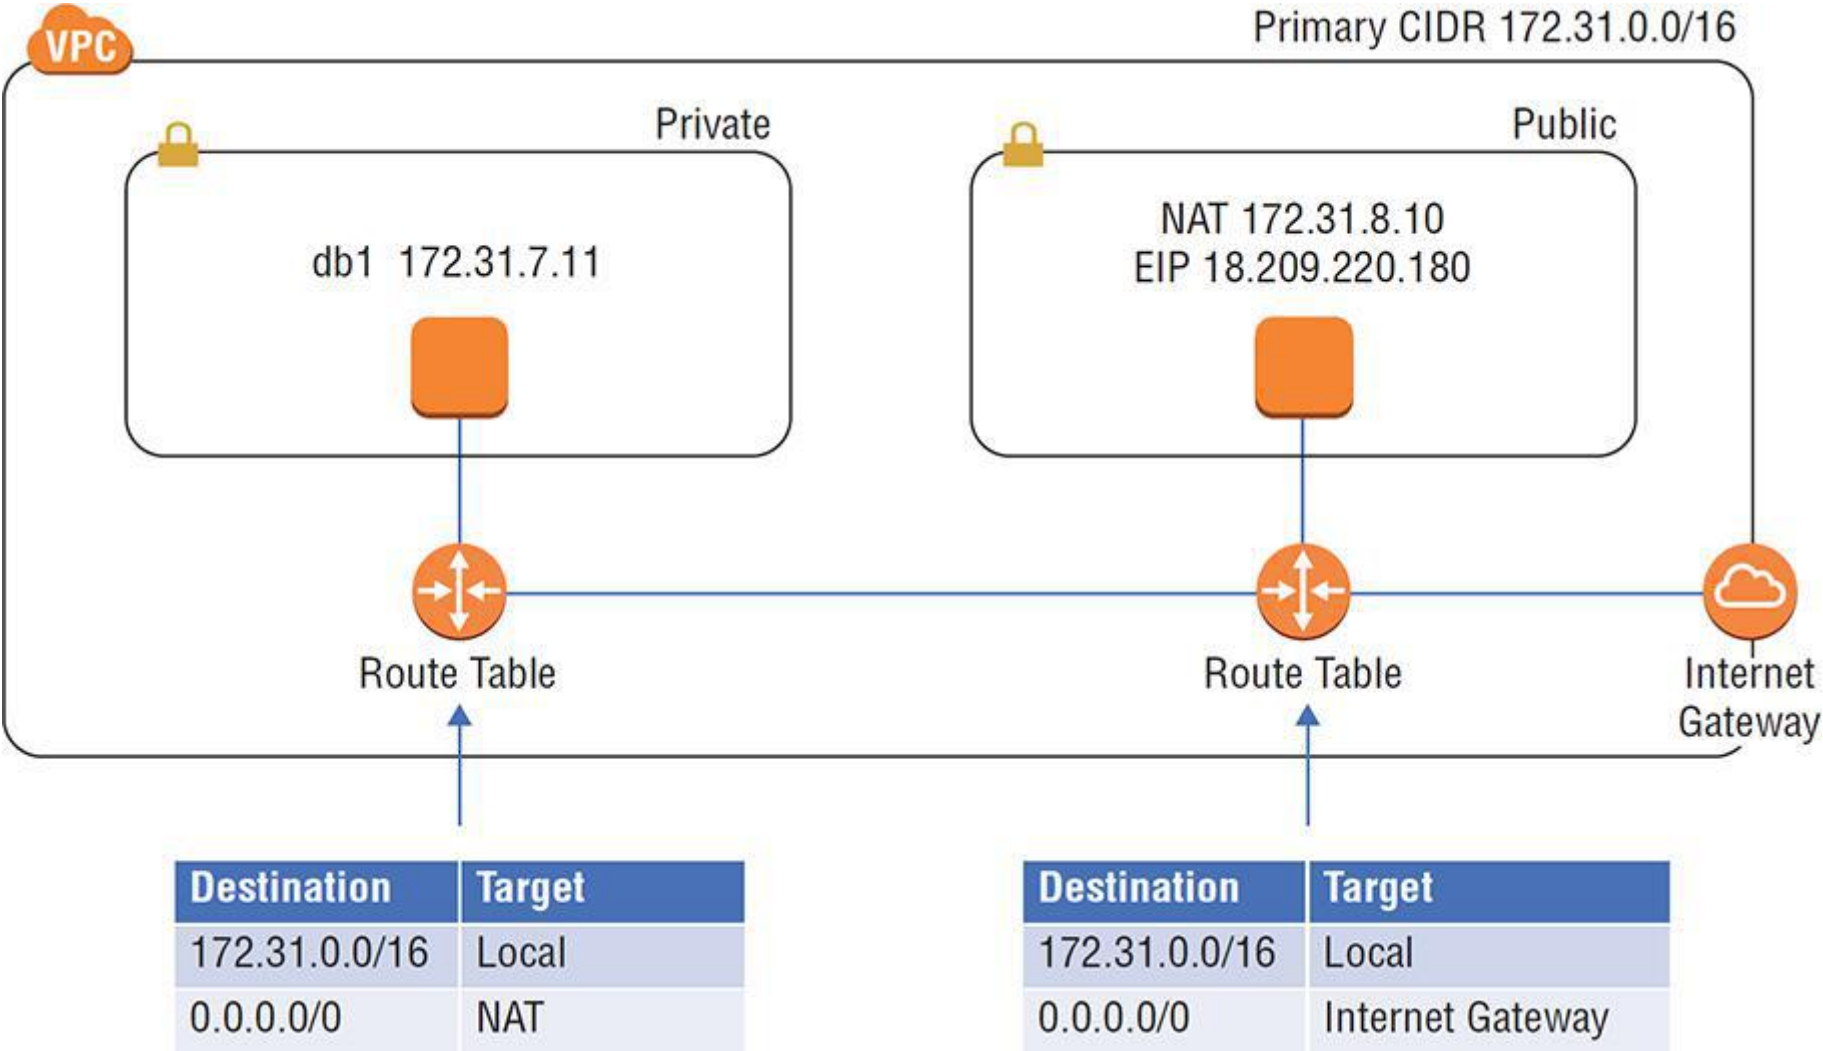 VPC
Primary CIDR 172.31.0.0/16
Private
db1 172.31.7.11
Public
NAT 172.31.8.10
EIP 18.209.220.180
Route Table
Route Table
Internet
Gateway
Destination Target
172.31.0.0/16 Local
0.0.0.0/0 NAT
Destination Target
172.31.0.0/16 Local
0.0.0.0/0 Internet Gateway